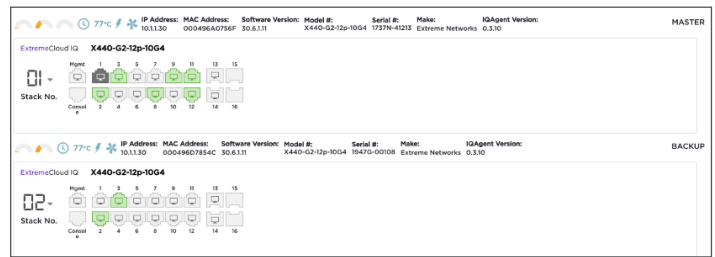 IP Address: MAC Address: Software Version: Model #: Serial #: Make: IQAgent Version:
77°C 10.1.1.30 000496A0756F 30.6.1.11 X440-G2-12p-10G4 1737N-41213 Extreme Networks 0.3.10 MASTER
ExtremeCloud IQ X440-G2-12p-10G4
Mgmt 1 3 5 7 9 11 13 15
01
Stack No.
Consol 2 4 6 8 10 12 14 16
e
IP Address: MAC Address: Software Version: Model #: Serial #: Make: IQAgent Version:
77°C 10.1.1.30 000496D7854C 30.6.1.11 X440-G2-12p-10G4 1947G-00108 Extreme Networks 0.3.10 BACKUP
ExtremeCloud IQ X440-G2-12p-10G4
Mgmt 1 3 5 7 9 11 13 15
02
Stack No.
Consol 2 4 6 8 10 12 14 16
e